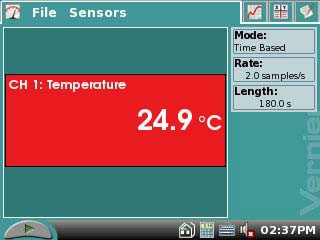 File Sensors
Mode:
Time Based
Rate:
2.0 samples/s
Length:
180.0 s
CH 1: Temperature
24.9 °C
Vernier
02:37PM